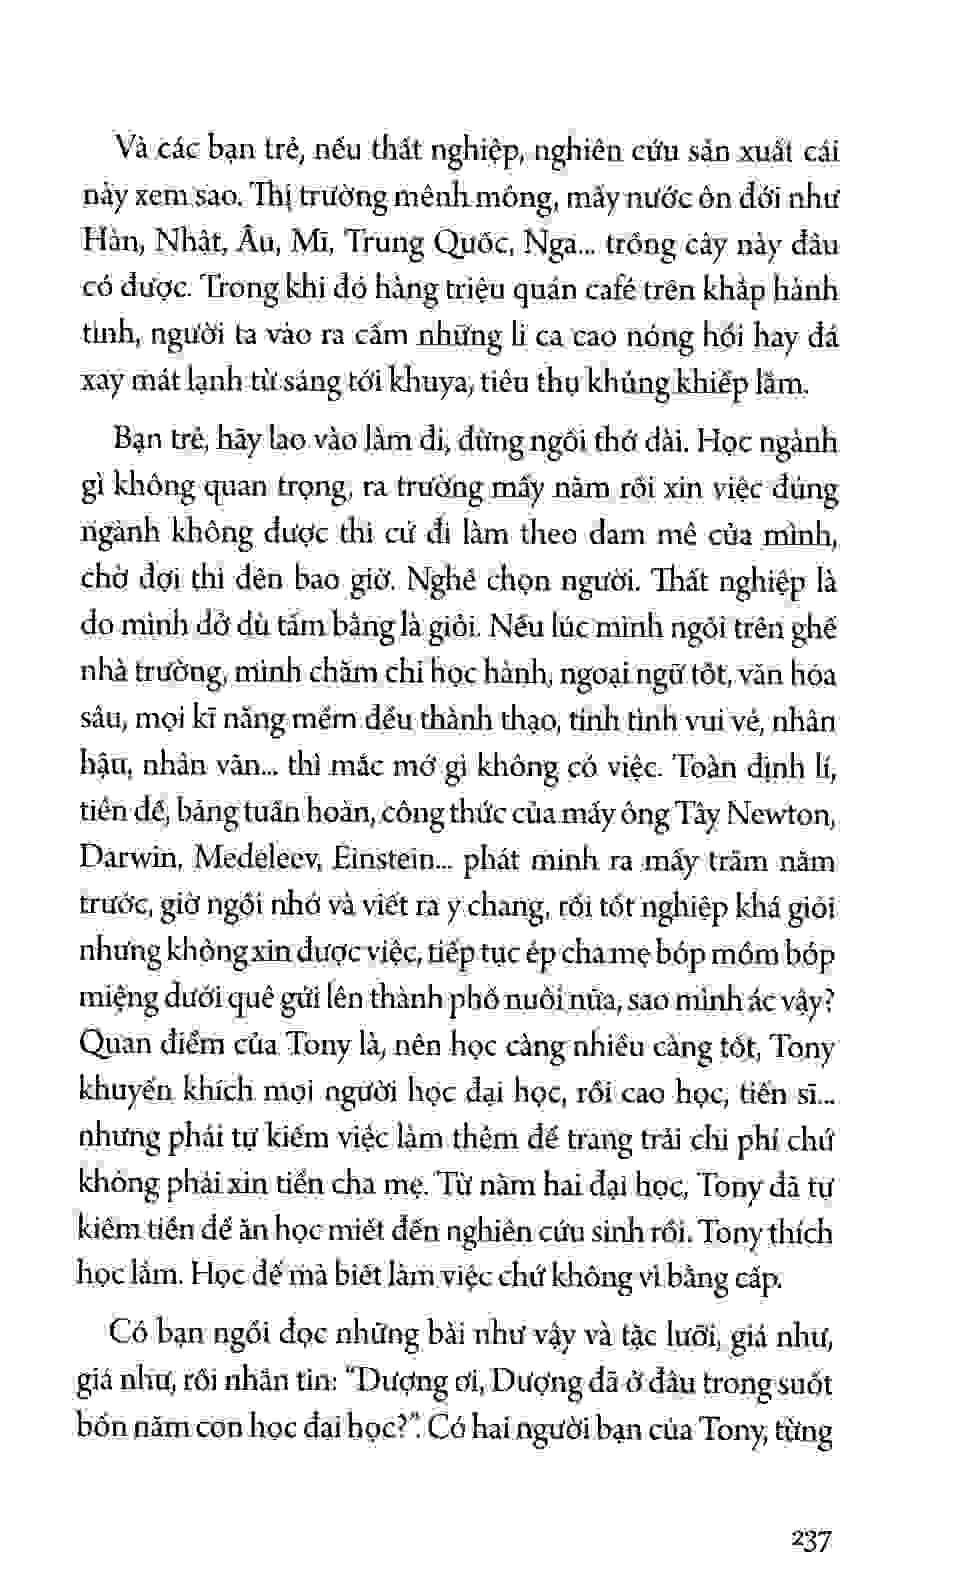 Và các bạn trẻ, nếu thất nghiệp, nghiên cứu sản xuất cái
này xem sao. Thị trường mênh mông, mấy nước ôn đới như
Hàn, Nhật, Âu, Mĩ, Trung Quốc, Nga... trồng cây này đâu
có được. Trong khi đó hàng triệu quán café trên khắp hành
tinh, người ta vào ra cầm những li ca cao nóng hổi hay đá
xay mát lạnh từ sáng tới khuya, tiêu thụ khủng khiếp lắm.
Bạn trẻ, hãy lao vào làm đi, đừng ngồi thở dài. Học ngành
gì không quan trọng, ra trường mấy năm rồi xin việc đúng
ngành không được thì cứ đi làm theo đam mê của mình,
chờ đợi thì đến bao giờ. Nghề chọn người. Thất nghiệp là
do mình dở dù tấm bằng là giỏi. Nếu lúc mình ngồi trên ghế
nhà trường, mình chăm chỉ học hành, ngoại ngữ tốt, văn hóa
sâu, mọi kĩ năng mềm đều thành thạo, tính tình vui vẻ, nhân
hậu, nhân văn... thì mắc mớ gì không có việc. Toàn định lí,
tiên đề, bảng tuần hoàn, công thức của mấy ông Tây Newton,
Darwin, Medeleev, Einstein... phát minh ra mấy trăm năm
trước, giờ ngồi nhớ và viết ra y chang, rồi tốt nghiệp khá giỏi
nhưng không xin được việc, tiếp tục ép cha mẹ bóp mồm bóp
miệng dưới quê gửi lên thành phố nuôi nữa, sao mình ác vậy?
Quan điểm của Tony là, nên học càng nhiều càng tốt, Tony
khuyến khích mọi người học đại học, rồi cao học, tiến sĩ...
nhưng phải tự kiếm việc làm thêm để trang trải chi phí chứ
không phải xin tiền cha mẹ. Từ năm hai đại học, Tony đã tự
kiếm tiền để ăn học miết đến nghiên cứu sinh rồi. Tony thích
học lắm. Học để mà biết làm việc chứ không vì bằng cấp.
Có bạn ngồi đọc những bài như vậy và tặc lưỡi, giá như,
giá như, rồi nhắn tin: “Dượng ơi, Dượng đã ở đâu trong suốt
bốn năm con học đại học?”. Có hai người bạn của Tony, từng
237